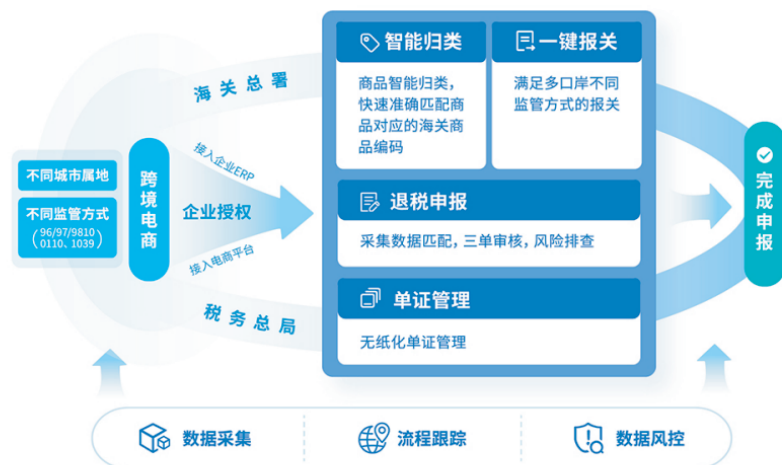 智能归类
一键报关
商品智能归类,
快速准确匹配商
品对应的海关商
品编码
满足多口岸不同
监管方式的报关
海关总署
不同城市属地
不同监管方式
(96/97/9810
0110、1039)
跨境电商
接入企业ERP
企业授权
接入电商平台
税务总局
退税申报
采集数据匹配,三单审核,风险排查
单证管理
无纸化单证管理
完成申报
数据采集
流程跟踪
数据风控